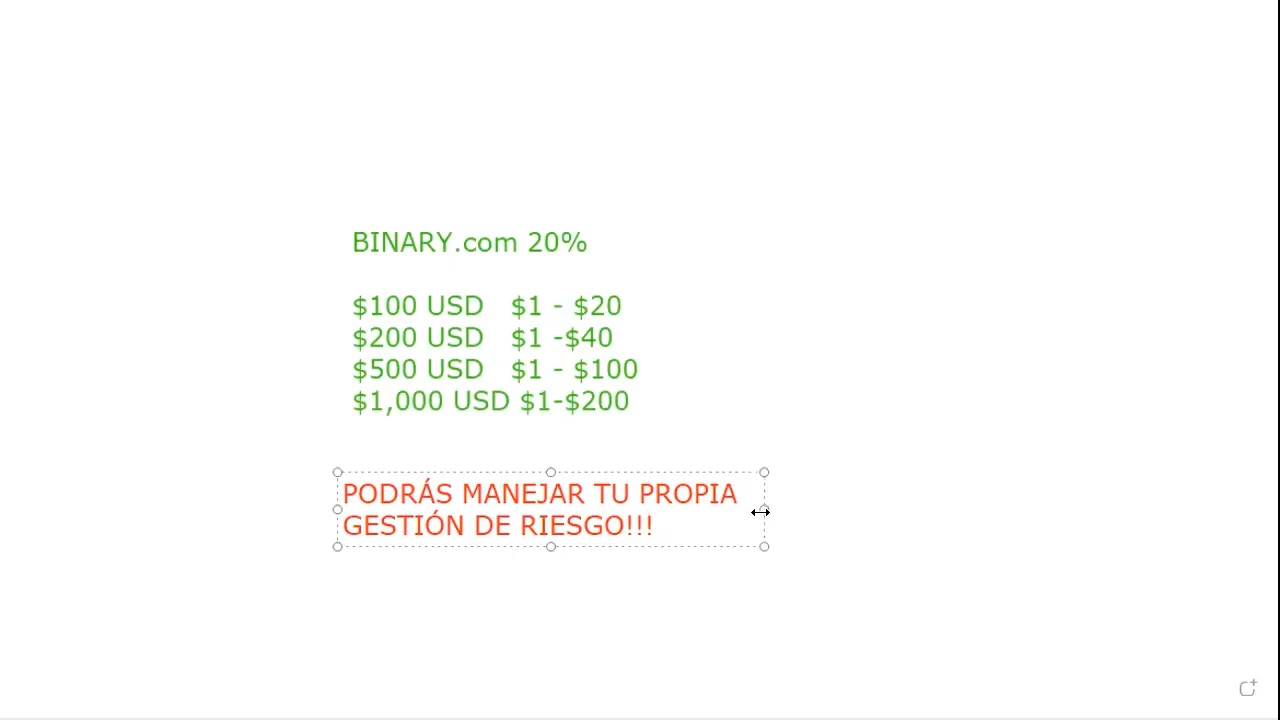 BINARY.com 20%
$100 USD   $1 - $20
$200 USD   $1 -$40
$500 USD   $1 - $100
$1,000 USD $1-$200
PODRÁS MANEJAR TU PROPIA
GESTIÓN DE RIESGO!!!